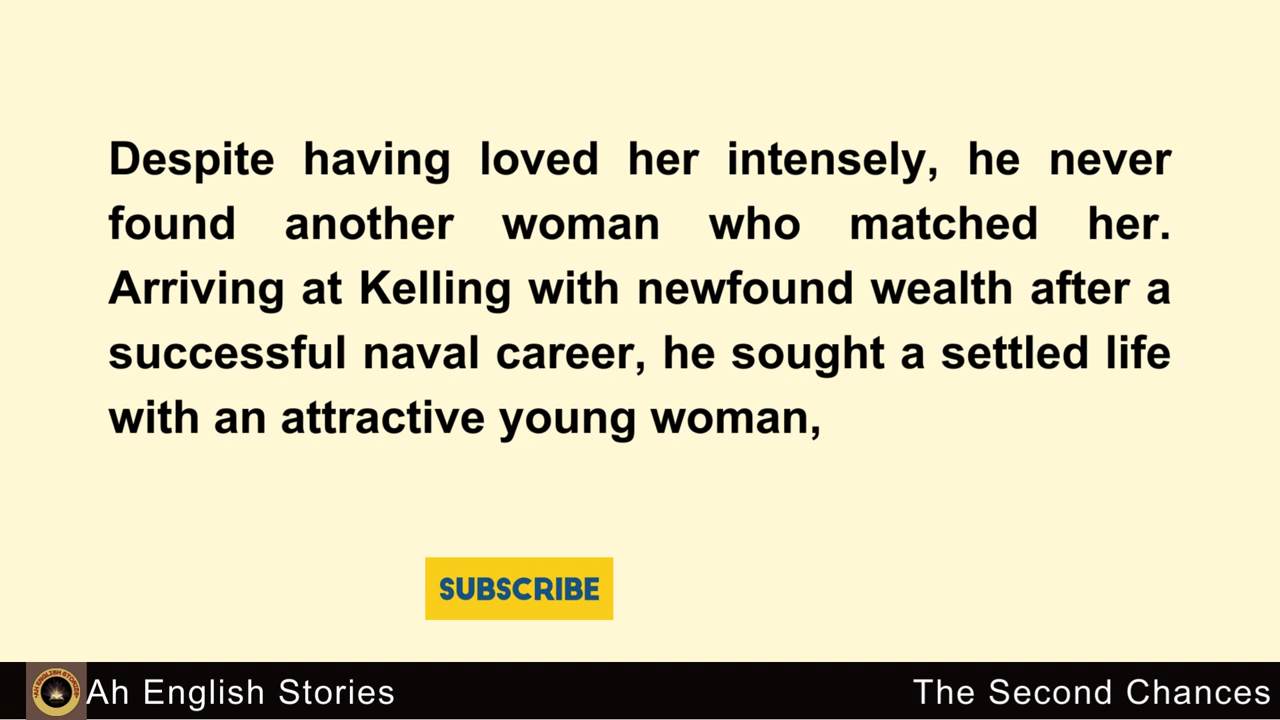 Despite having loved her intensely, he never
found another woman who matched her.
Arriving at Kelling with newfound wealth after a
successful naval career, he sought a settled life
with an attractive young woman,
SUBSCRIBE
Ah English Stories
The Second Chances